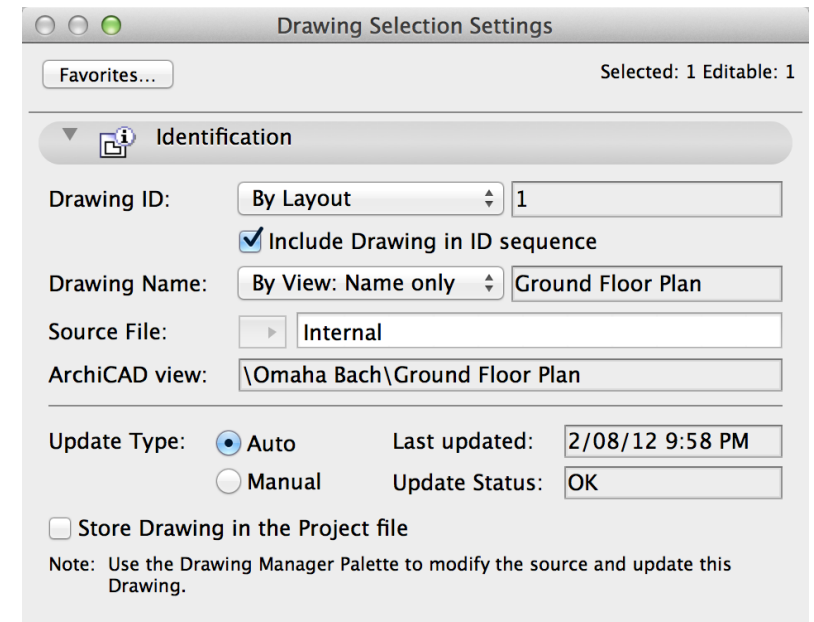 Drawing Selection Settings
Favorites... Selected: 1 Editable: 1
Identification
Drawing ID: By Layout 1
Include Drawing in ID sequence
Drawing Name: By View: Name only Ground Floor Plan
Source File: Internal
ArchiCAD view: \Omaha Bach\Ground Floor Plan
Update Type: Auto Last updated: 2/08/12 9:58 PM
Manual Update Status: OK
Store Drawing in the Project file
Note: Use the Drawing Manager Palette to modify the source and update this
Drawing.